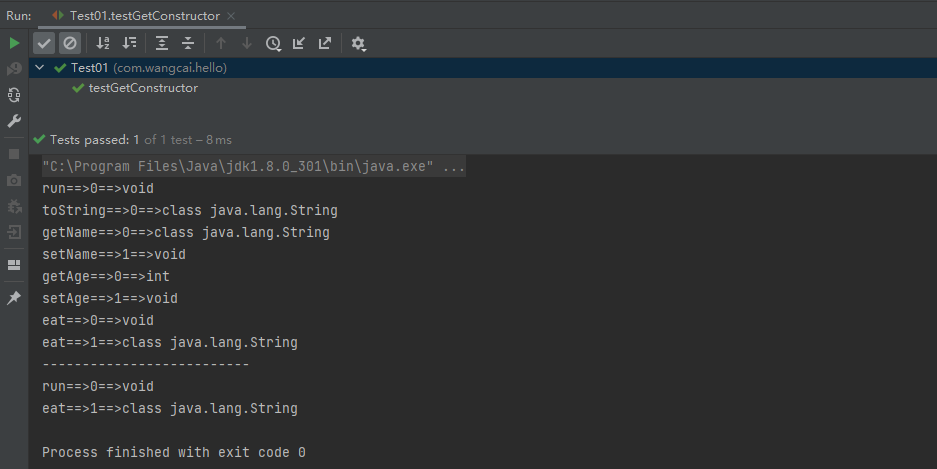 Run: Test01.testGetConstructor
Test01 (com.wangcai.hello)
testGetConstructor
Tests passed: 1 of 1 test – 8 ms
"C:\Program Files\Java\jdk1.8.0_301\bin\java.exe" ...
run==>0==>void
toString==>0==>class java.lang.String
getName==>0==>class java.lang.String
setName==>1==>void
getAge==>0==>int
setAge==>1==>void
eat==>0==>void
eat==>1==>class java.lang.String
--------------------------
run==>0==>void
eat==>1==>class java.lang.String
Process finished with exit code 0